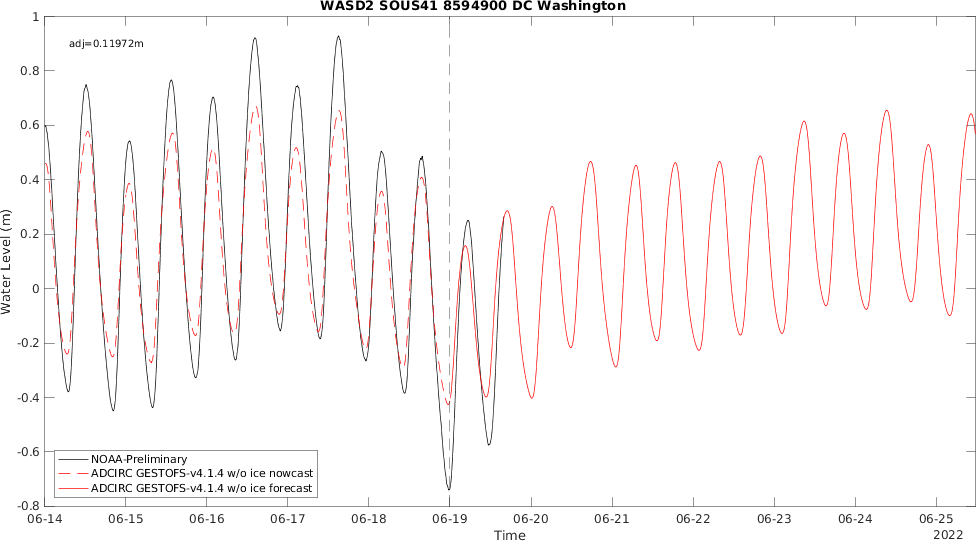 WASD2 SOUS41 8594900 DC Washington
adj=0.11972m
1
0.8
0.6
0.4
0.2
0
-0.2
-0.4
-0.6
-0.8
Water Level (m)
NOAA-Preliminary
ADCIRC GESTOFS-v4.1.4 w/o ice nowcast
ADCIRC GESTOFS-v4.1.4 w/o ice forecast
06-14 06-15 06-16 06-17 06-18 06-19 06-20 06-21 06-22 06-23 06-24 06-25
Time
2022